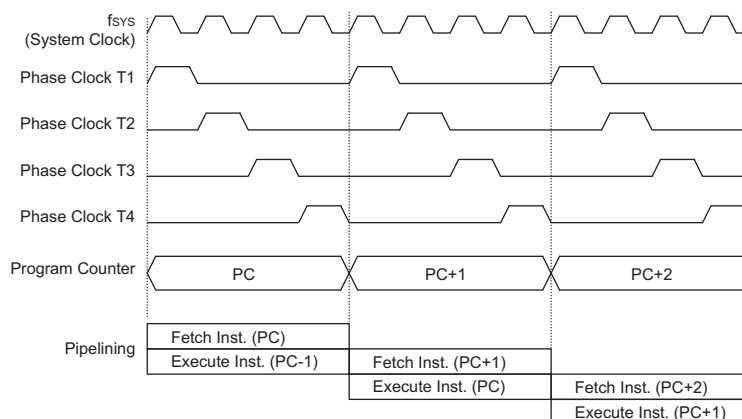 fSYS
(System Clock)
Phase Clock T1
Phase Clock T2
Phase Clock T3
Phase Clock T4
Program Counter
PC
PC+1
PC+2
Pipelining
Fetch Inst. (PC)
Execute Inst. (PC-1)
Fetch Inst. (PC+1)
Execute Inst. (PC)
Fetch Inst. (PC+2)
Execute Inst. (PC+1)